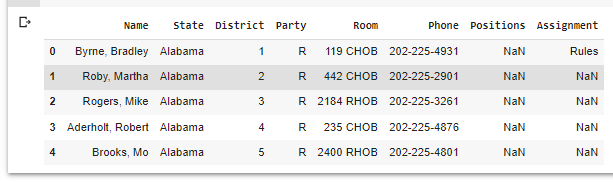 Name State District Party Room Phone Positions Assignment
0 Byrne, Bradley Alabama 1 R 119 CHOB 202-225-4931 NaN Rules
1 Roby, Martha Alabama 2 R 442 CHOB 202-225-2901 NaN NaN
2 Rogers, Mike Alabama 3 R 2184 RHOB 202-225-3261 NaN NaN
3 Aderholt, Robert Alabama 4 R 235 CHOB 202-225-4876 NaN NaN
4 Brooks, Mo Alabama 5 R 2400 RHOB 202-225-4801 NaN NaN